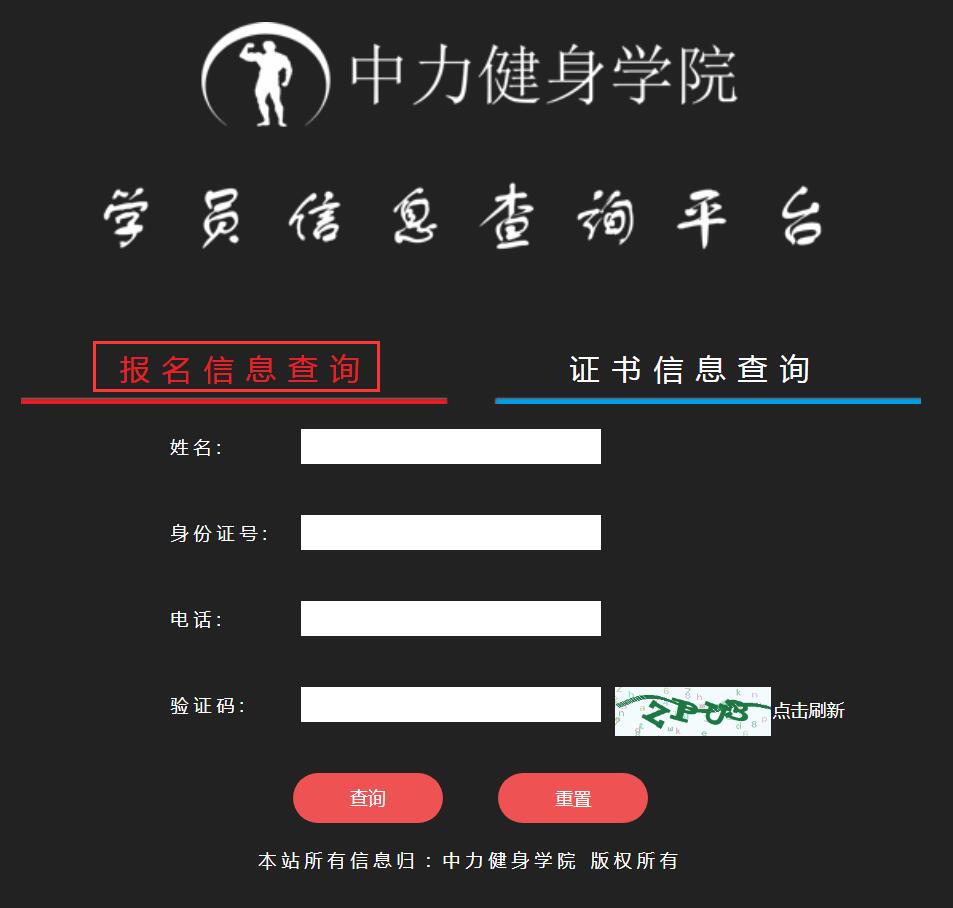 中力健身学院
学员信息查询平台
报名信息查询
证书信息查询
姓名：
身份证号：
电话：
验证码：
点击刷新
查询
重置
本站所有信息归：中力健身学院 版权所有